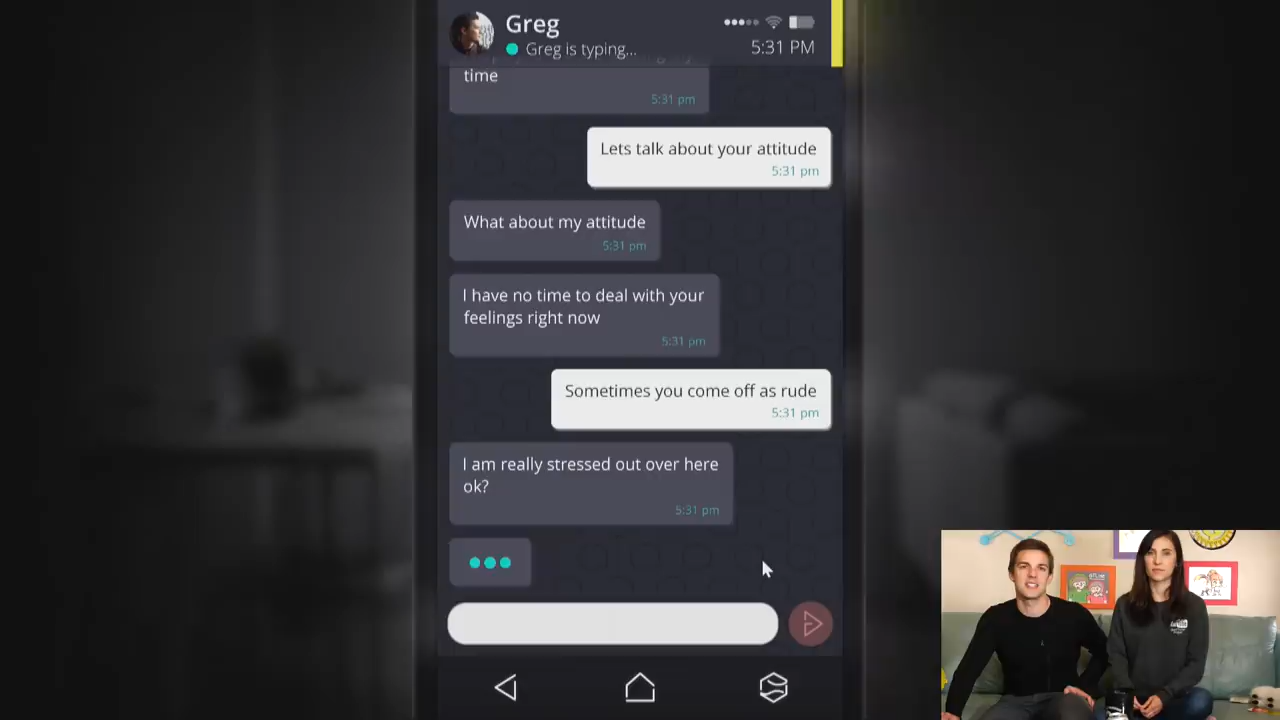 Greg
Greg is typing...
5:31 PM
time
5:31 pm
Lets talk about your attitude
5:31 pm
What about my attitude
5:31 pm
I have no time to deal with your
feelings right now
5:31 pm
Sometimes you come off as rude
5:31 pm
I am really stressed out over here
ok?
5:31 pm